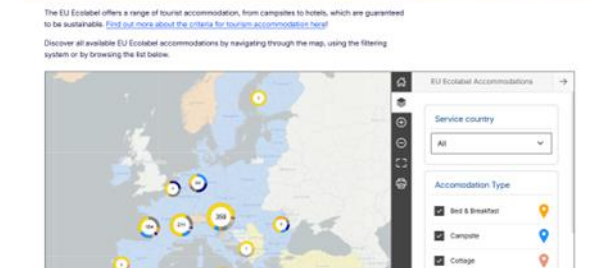 The EU Ecolabel offers a range of tourist accommodation, from campsites to hotels, which are guaranteed
to be sustainable. Find out more about the criteria for tourism accommodation here!
Discover all available EU Ecolabel accommodations by navigating through the map, using the filtering
system or by browsing the list below.
EU Ecolabel Accommodations
Service country
All
Accomodation Type
Bed & Breakfast
Campsite
Cottage